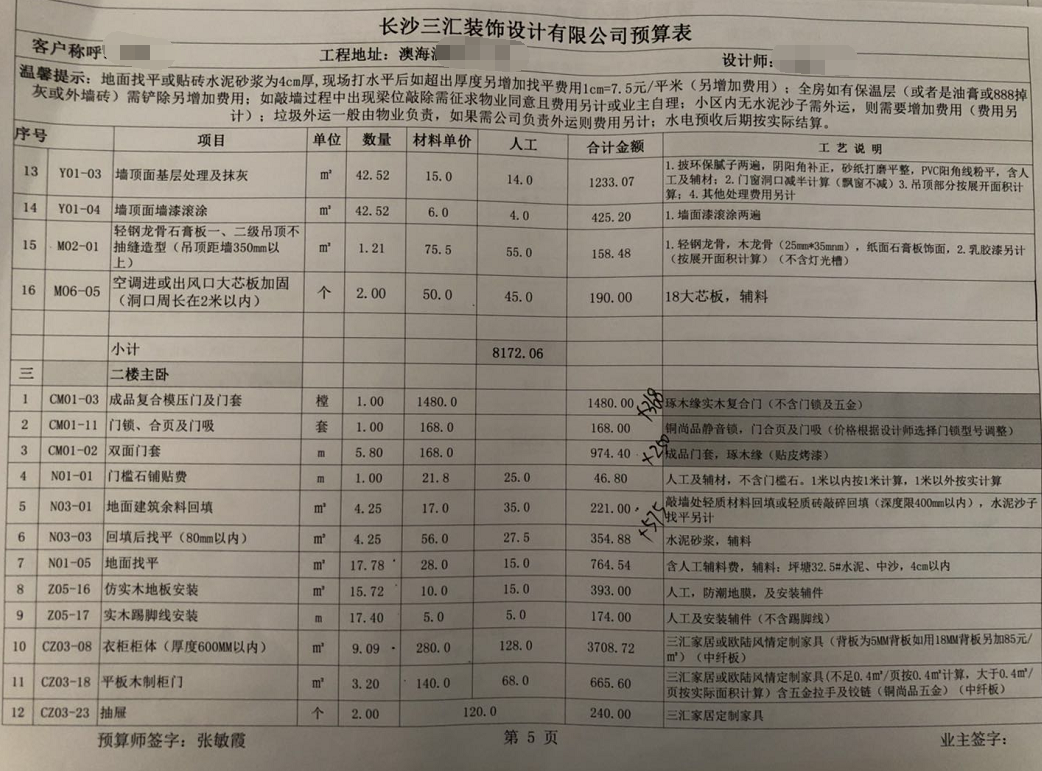 长沙三汇装饰设计有限公司预算表
客户称呼 工程地址：澳海 设计师：
温馨提示：地面找平或贴砖水泥砂浆为4cm厚,现场打水平后如超出厚度另增加找平费用1cm=7.5元/平米（另增加费用）；全房如有保温层（或者是油膏或888掉
灰或外墙砖）需铲除另增加费用；如敲墙过程中出现梁位敲除需征求物业同意且费用另计或业主自理；小区内无水泥沙子需外运，则需要增加费用（费用另
计）；垃圾外运一般由物业负责，如果需公司负责外运则费用另计；水电预收后期按实际结算。
序号 项目 单位 数量 材料单价 人工 合计金额 工 艺 说 明
13 Y01-03 墙顶面基层处理及抹灰 m² 42.52 15.0 14.0 1233.07 1.披环保腻子两遍，阴阳角补正，砂纸打磨平整，PVC阳角线粉平，含人
工及辅材；2.门窗洞口减半计算（飘窗不减）3.吊顶部分按展开面积计
算；4.其他处理费用另计
14 Y01-04 墙顶面墙漆滚涂 m² 42.52 6.0 4.0 425.20 1.墙面漆滚涂两遍
15 M02-01 轻钢龙骨石膏板一、二级吊顶不
抽缝造型（吊顶距墙350mm以
上） m² 1.21 75.5 55.0 158.48 1.轻钢龙骨，木龙骨（25mm*35mm），纸面石膏板饰面，2.乳胶漆另计
（按展开面积计算）（不含灯光槽）
16 M06-05 空调进或出风口大芯板加固
（洞口周长在2米以内） 个 2.00 50.0 45.0 190.00 18大芯板，辅料
小计 8172.06
三 二楼主卧
1 CM01-03 成品复合模压门及门套 樘 1.00 1480.0 1480.00 +368 琢木缘实木复合门（不含门锁及五金）
2 CM01-11 门锁、合页及门吸 套 1.00 168.0 168.00 铜尚品静音锁，门合页及门吸（价格根据设计师选择门锁型号调整）
3 CM01-02 双面门套 m 5.80 168.0 974.40 +250 成品门套，琢木缘（贴皮烤漆）
4 N01-01 门槛石铺贴费 m 1.00 21.8 25.0 46.80 人工及辅材，不含门槛石。1米以内按1米计算，1米以外按实计算
5 N03-01 地面建筑余料回填 m² 4.25 17.0 35.0 221.00 +575 敲墙处轻质材料回填或轻质砖敲碎回填（深度限400mm以内），水泥沙子
找平另计
6 N03-03 回填后找平（80mm以内） m² 4.25 56.0 27.5 354.88 水泥砂浆，辅料
7 N01-05 地面找平 m² 17.78 28.0 15.0 764.54 含人工辅料费，辅料：坪塘32.5#水泥、中沙，4cm以内
8 Z05-16 仿实木地板安装 m² 15.72 10.0 15.0 393.00 人工，防潮地膜，及安装辅件
9 Z05-17 实木踢脚线安装 m 17.40 5.0 5.0 174.00 人工及安装辅件（不含踢脚线）
10 CZ03-08 衣柜柜体（厚度600MM以内） m² 9.09 280.0 128.0 3708.72 三汇家居或欧陆风情定制家具（背板为5MM背板如用18MM背板另加85元/
m²）（中纤板）
11 CZ03-18 平板木制柜门 m² 3.20 140.0 68.0 665.60 三汇家居或欧陆风情定制家具(不足0.4m²/页按0.4m²计算，大于0.4m²/
页按实际面积计算）含五金拉手及铰链（铜尚品五金）（中纤板）
12 CZ03-23 抽屉 个 2.00 120.0 240.00 三汇家居定制家具
预算师签字：张敏霞 第 5 页 业主签字：